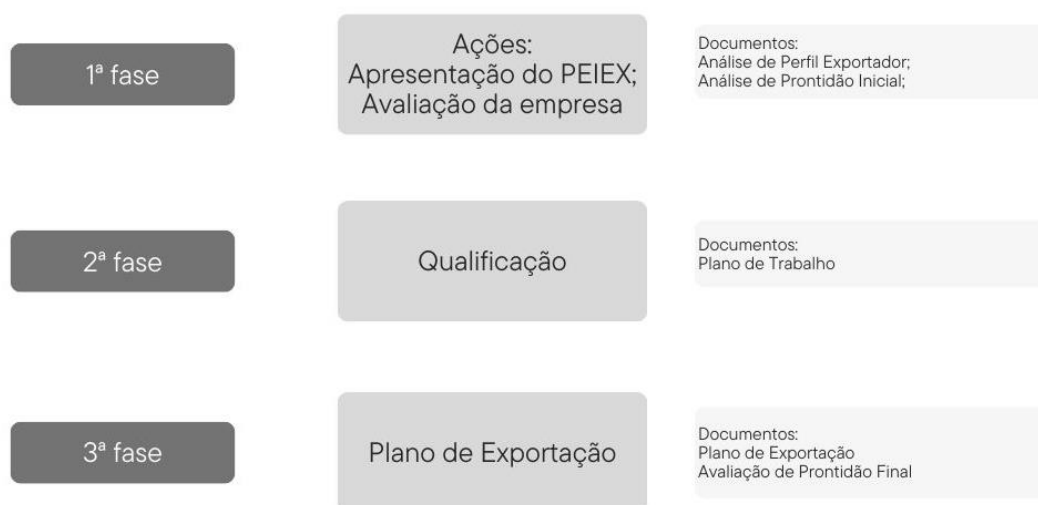 1ª fase
Ações:
Apresentação do PEIEX;
Avaliação da empresa
Documentos:
Análise de Perfil Exportador;
Análise de Prontidão Inicial;
2ª fase
Qualificação
Documentos:
Plano de Trabalho
3ª fase
Plano de Exportação
Documentos:
Plano de Exportação
Avaliação de Prontidão Final